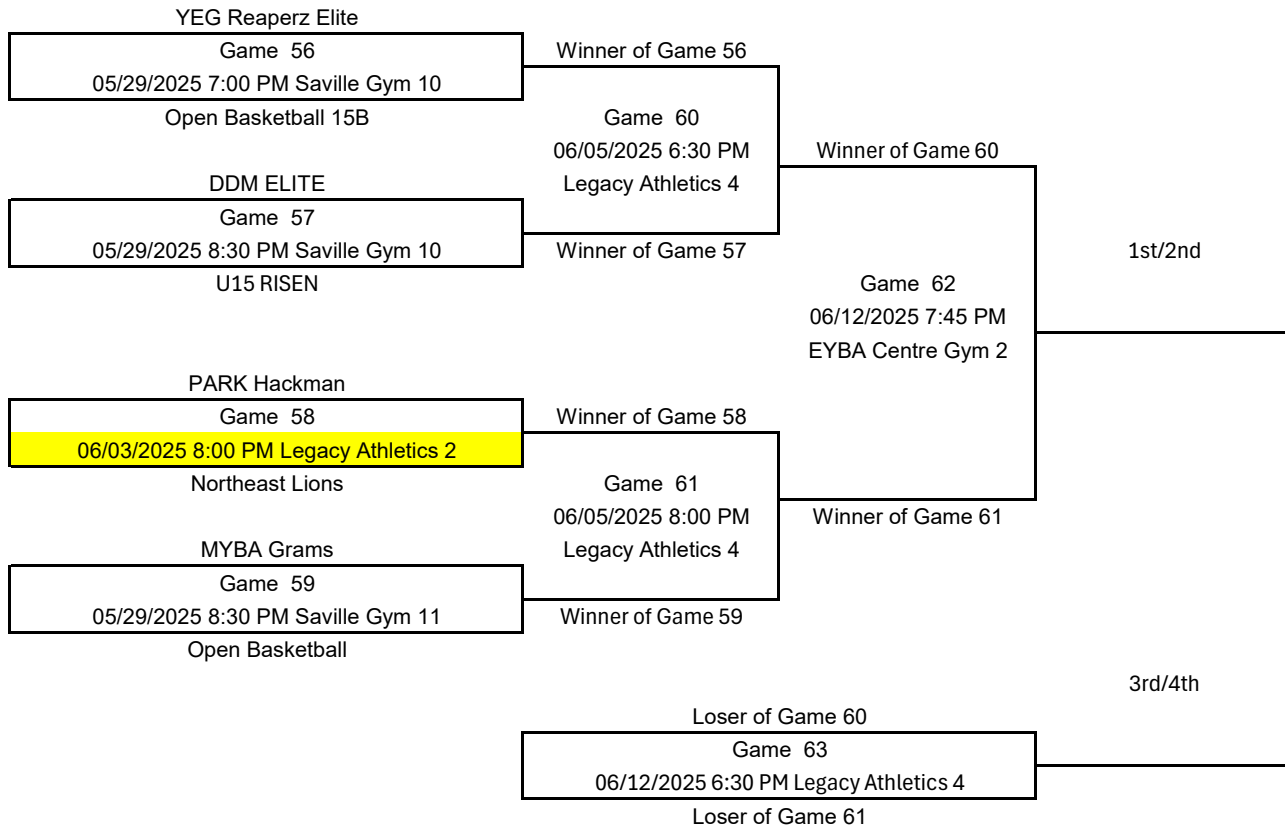 YEG Reaperz Elite
Game 56
05/29/2025 7:00 PM Saville Gym 10
Open Basketball 15B
Winner of Game 56
Game 60
06/05/2025 6:30 PM
Legacy Athletics 4
Winner of Game 57
DDM ELITE
Game 57
05/29/2025 8:30 PM Saville Gym 10
U15 RISEN
Winner of Game 60
Game 62
06/12/2025 7:45 PM
EYBA Centre Gym 2
Winner of Game 61
1st/2nd
PARK Hackman
Game 58
06/03/2025 8:00 PM Legacy Athletics 2
Northeast Lions
Winner of Game 58
Game 61
06/05/2025 8:00 PM
Legacy Athletics 4
Winner of Game 59
MYBA Grams
Game 59
05/29/2025 8:30 PM Saville Gym 11
Open Basketball
3rd/4th
Loser of Game 60
Game 63
06/12/2025 6:30 PM Legacy Athletics 4
Loser of Game 61